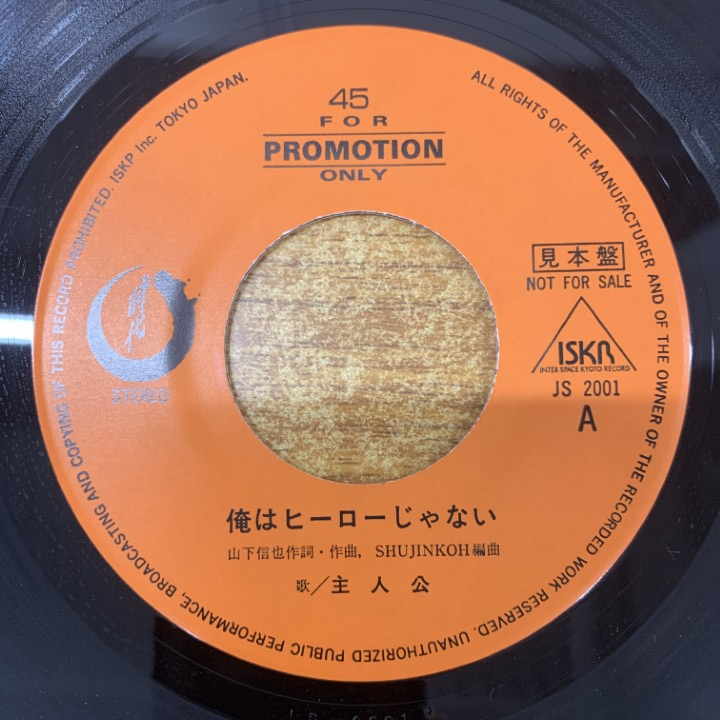 ALL RIGHTS OF THE MANUFACTURER AND OF THE OWNER OF THE RECORDED WORK RESERVED. UNAUTHORIZED PUBLIC PERFORMANCE, BROADCASTING AND COPYING OF THIS RECORD PROHIBITED. ISKP Inc. TOKYO JAPAN.
45
FOR
PROMOTION
ONLY
見本盤
NOT FOR SALE
ISKR
INTER SPACE KYOTO RECORD
JS 2001
A
STEREO
俺はヒーローじゃない
山下信也作詞・作曲, SHUJINKOH編曲
歌／主人公